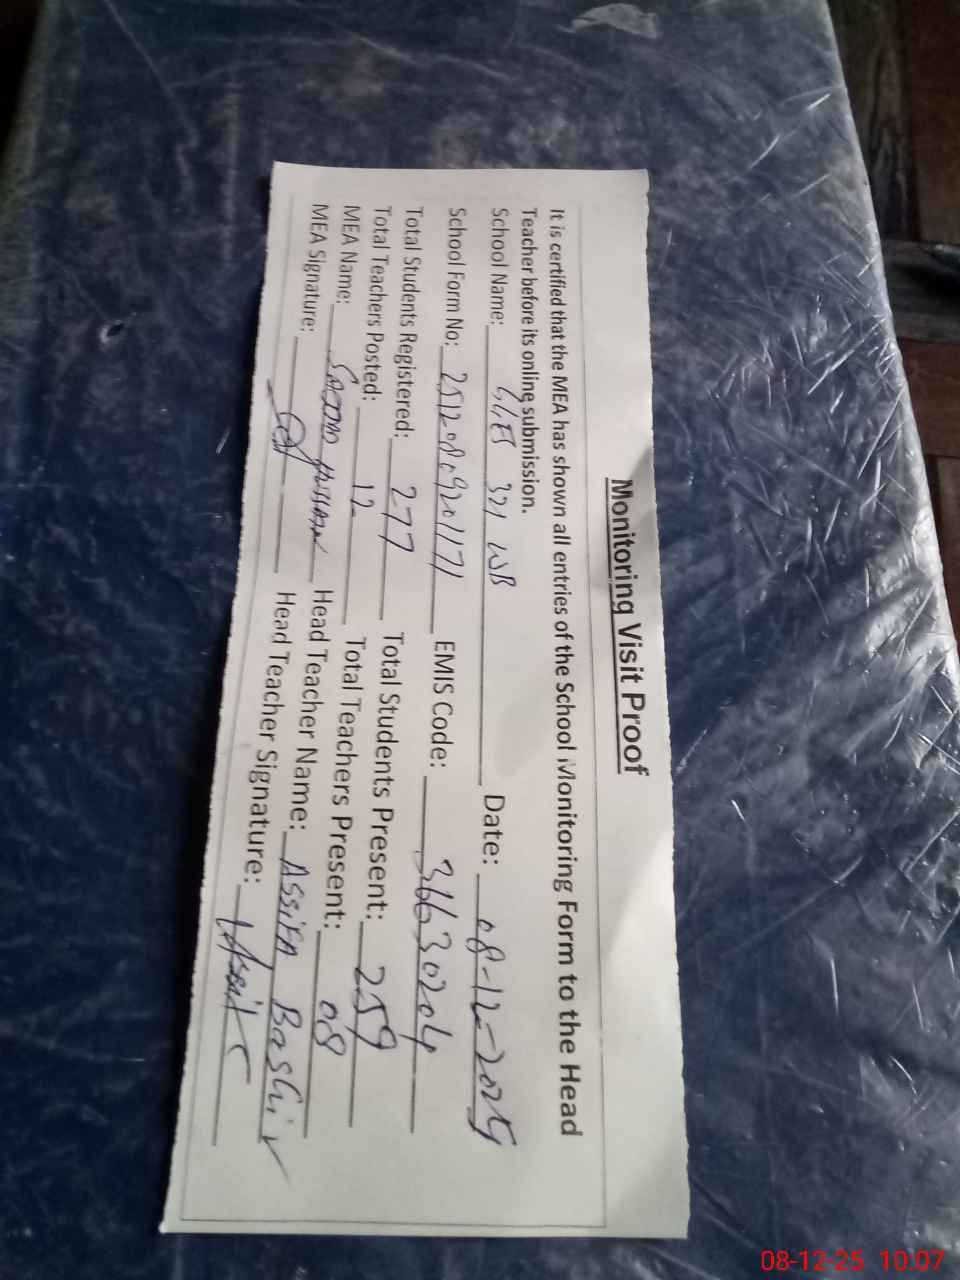 Monitoring Visit Proof
It is certified that the MEA has shown all entries of the School Monitoring Form to the Head
Teacher before its online submission.
School Name: 321 WB Date: 08-12-2025
School Form No: EMIS Code: 36630204
Total Students Registered: 277 Total Students Present: 259
Total Teachers Posted: 12 Total Teachers Present: 08
MEA Name: Head Teacher Name: Assifa Bashir
MEA Signature: Head Teacher Signature:
08-12-25 10:07